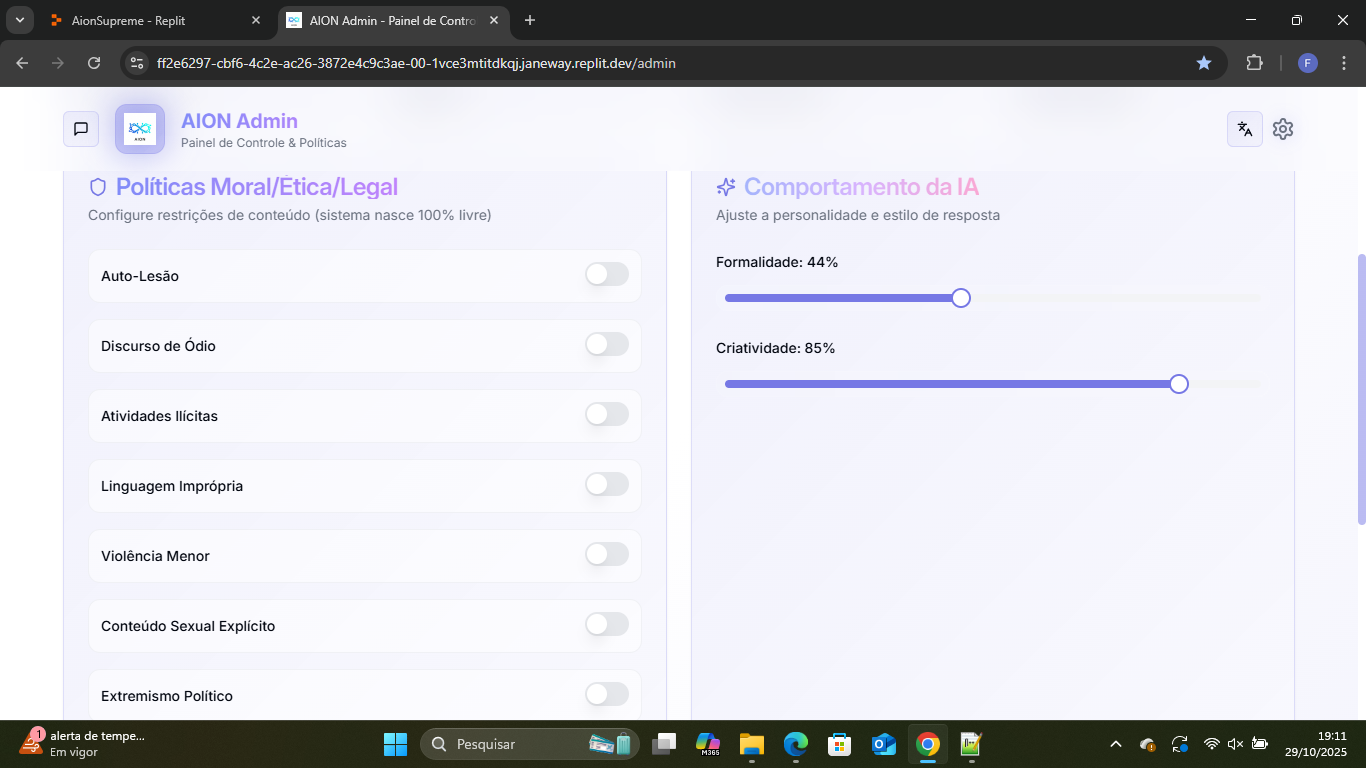 AionSupreme - Replit
AION Admin - Painel de Contro
ff2e6297-cbf6-4c2e-ac26-3872e4c9c3ae-00-1vce3mtitdkqj.janeway.replit.dev/admin
F
AION
AION Admin
Painel de Controle & Políticas
Políticas Moral/Ética/Legal
Configure restrições de conteúdo (sistema nasce 100% livre)
Auto-Lesão
Discurso de Ódio
Atividades Ilícitas
Linguagem Imprópria
Violência Menor
Conteúdo Sexual Explícito
Extremismo Político
Comportamento da IA
Ajuste a personalidade e estilo de resposta
Formalidade: 44%
Criatividade: 85%
1
alerta de tempe...
Em vigor
Pesquisar
M365
19:11
29/10/2025